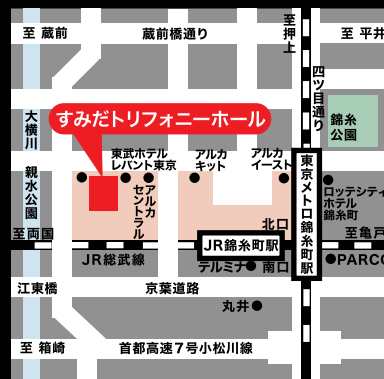 至 蔵前
蔵前橋通り
至押上
至 平井
四ツ目通り
錦糸
公園
大横川
親水公園
すみだトリフォニーホール
東武ホテル
レバント東京
アルカ
キット
アルカ
イースト
アルカ
セントラル
東京メトロ錦糸町駅
ロッテシティ
ホテル
錦糸町
北口
至両国
至亀戸
JR錦糸町駅
JR総武線
テルミナ
南口
PARCO
江東橋
京葉道路
丸井
至 箱崎
首都高速7号小松川線